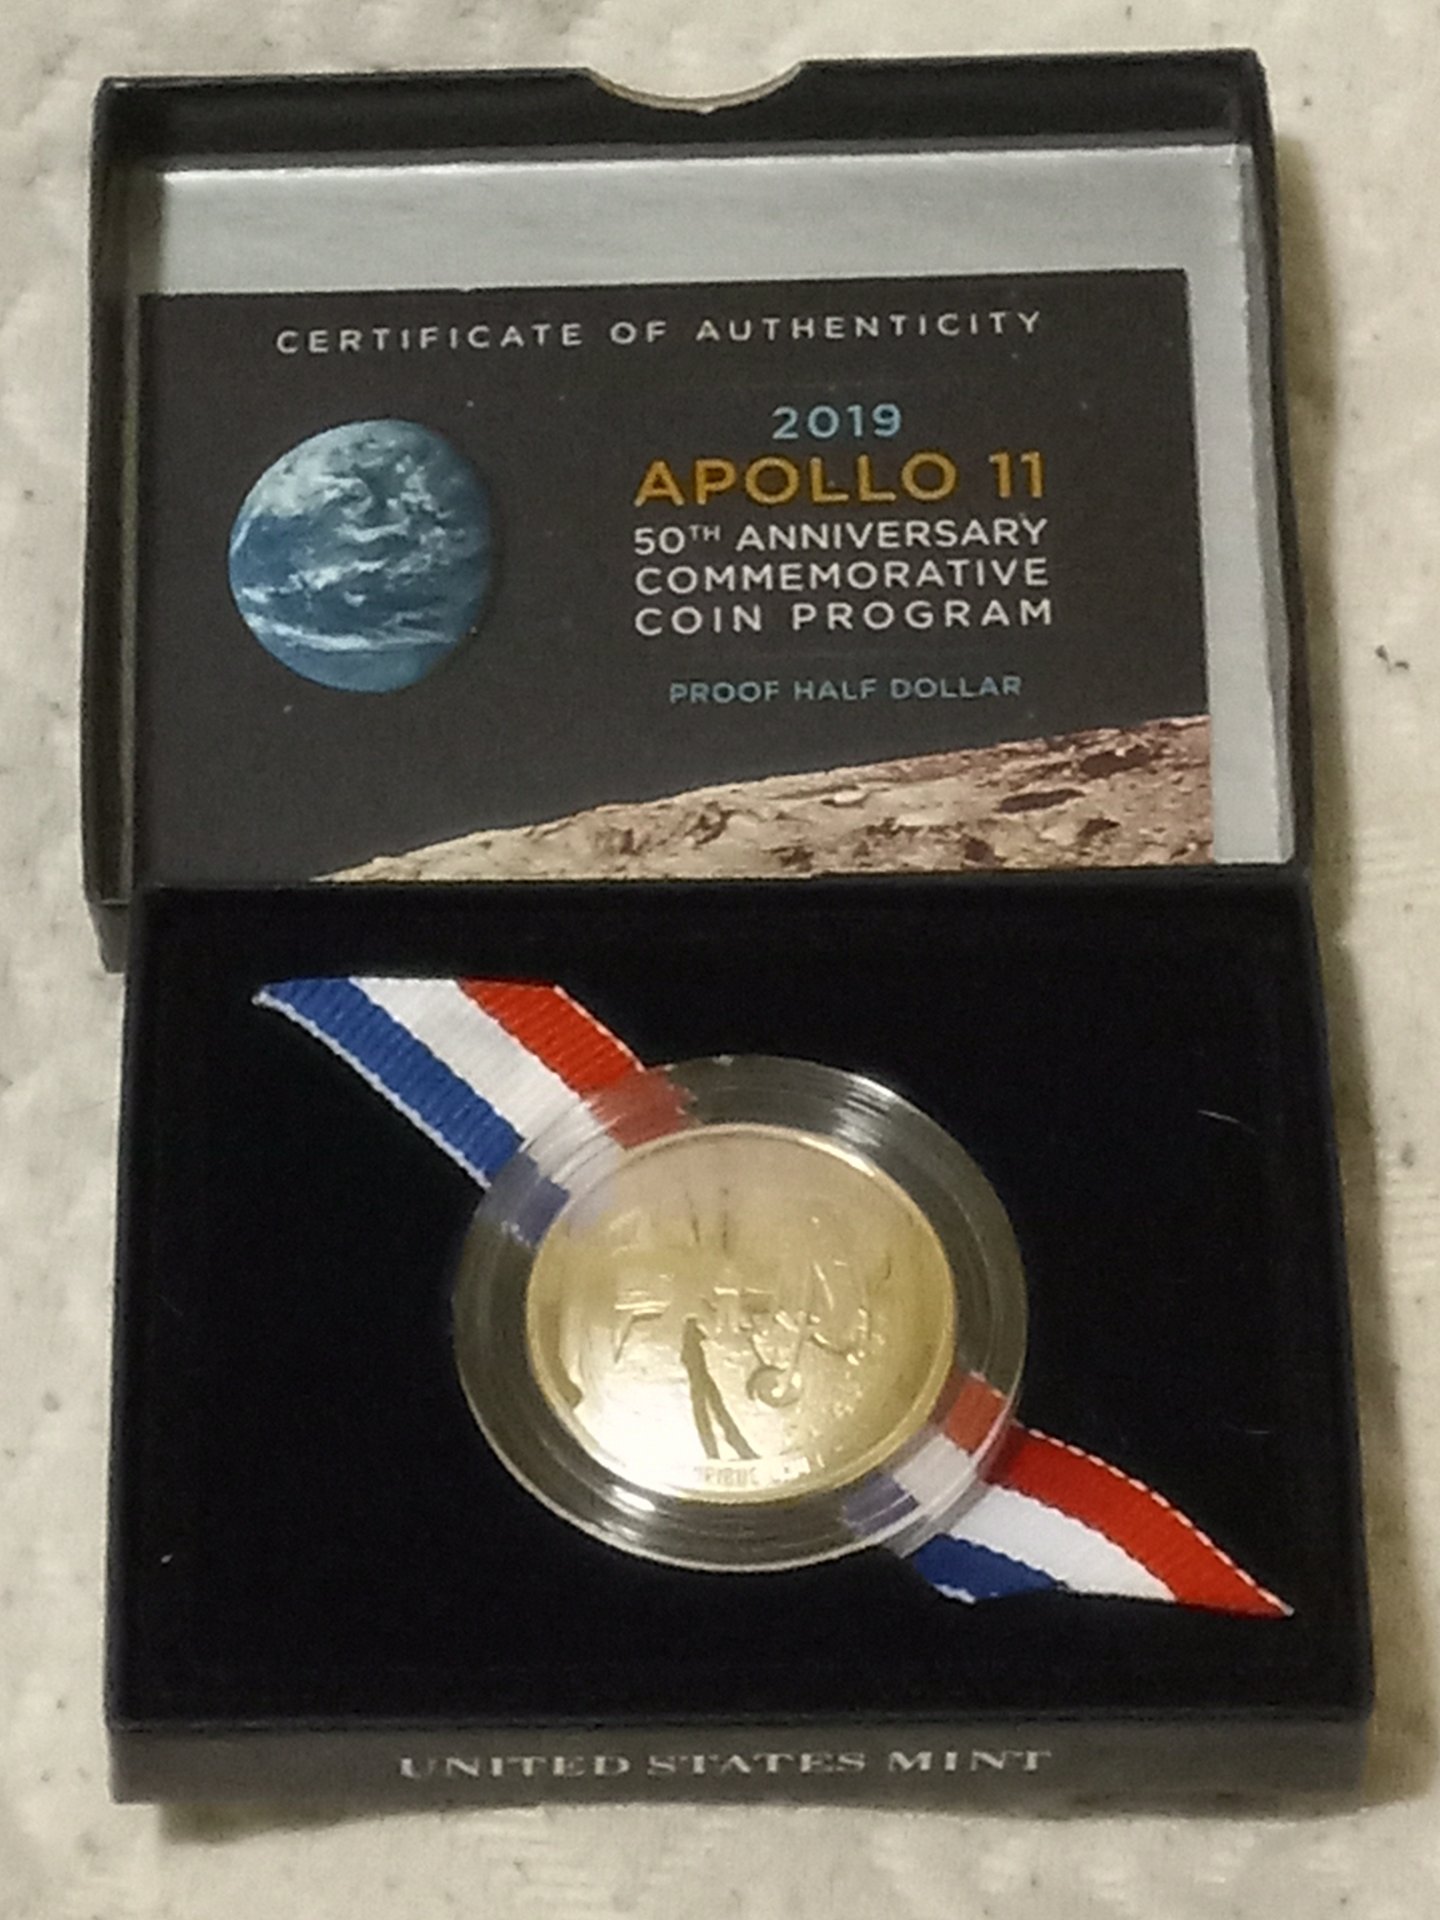 CERTIFICATE OF AUTHENTICITY
2019
APOLLO 11
50TH ANNIVERSARY
COMMEMORATIVE
COIN PROGRAM
PROOF HALF DOLLAR
UNITED STATES MINT